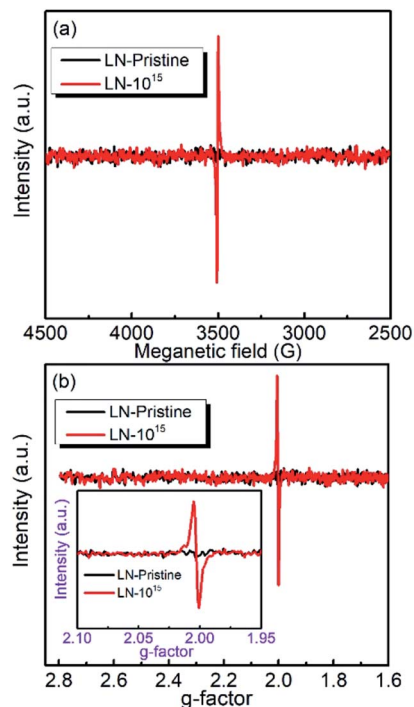 (a)
LN-Pristine
LN-10¹⁵
Intensity (a.u.)
4500 4000 3500 3000 2500
Meganetic field (G)
(b)
LN-Pristine
LN-10¹⁵
Intensity (a.u.)
Intensity (a.u.)
LN-Pristine
LN-10¹⁵
2.10 2.05 2.00 1.95
g-factor
2.8 2.6 2.4 2.2 2.0 1.8 1.6
g-factor